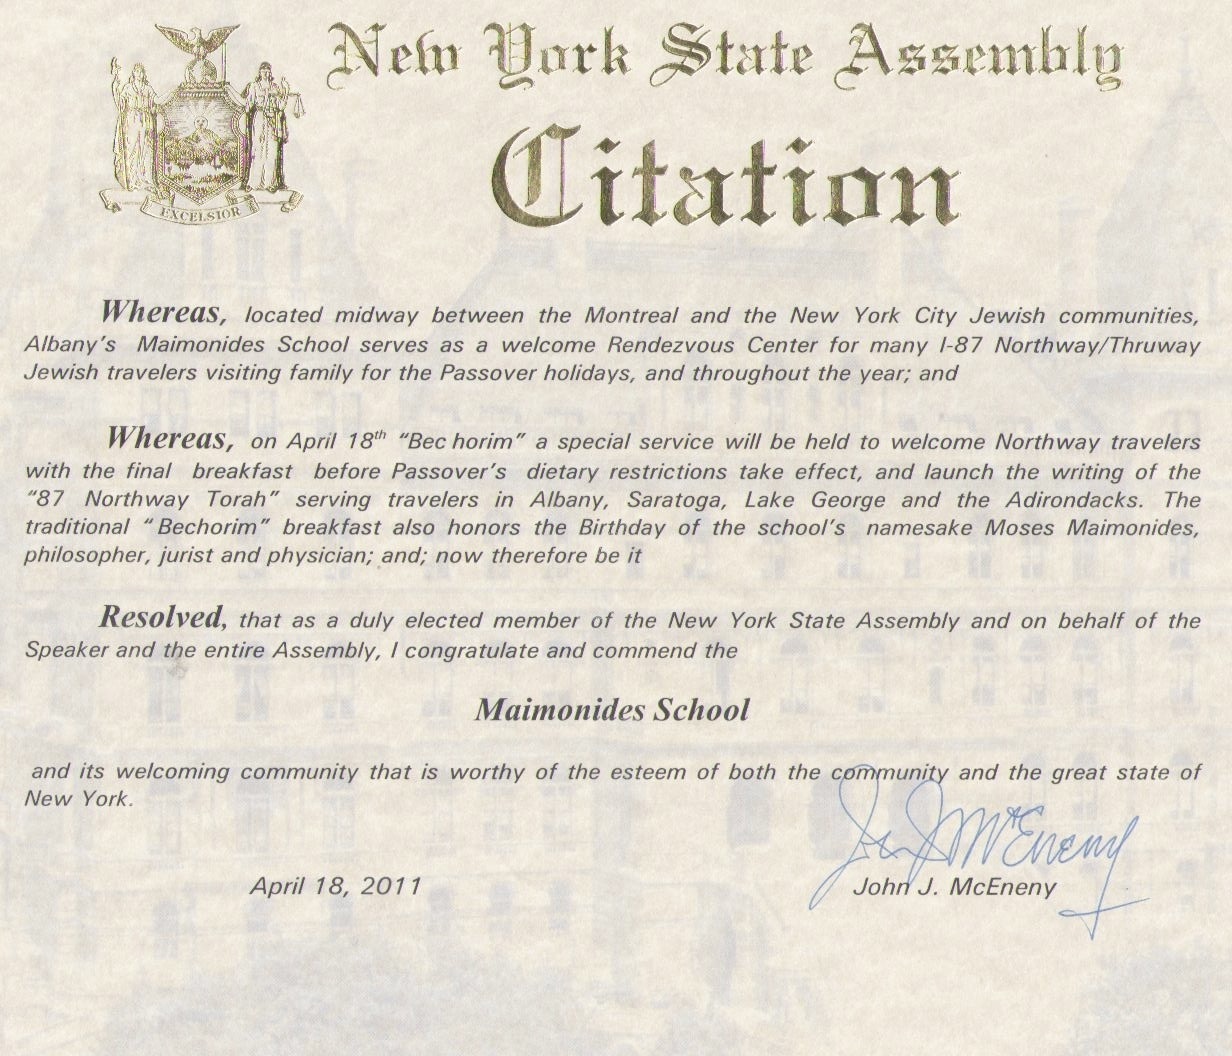 New York State Assembly
Citation
EXCELSIOR
Whereas, located midway between the Montreal and the New York City Jewish communities,
Albany's Maimonides School serves as a welcome Rendezvous Center for many I-87 Northway/Thruway
Jewish travelers visiting family for the Passover holidays, and throughout the year; and
Whereas, on April 18th "Bec horim" a special service will be held to welcome Northway travelers
with the final breakfast before Passover's dietary restrictions take effect, and launch the writing of the
"87 Northway Torah" serving travelers in Albany, Saratoga, Lake George and the Adirondacks. The
traditional "Bechorim" breakfast also honors the Birthday of the school's namesake Moses Maimonides,
philosopher, jurist and physician; and; now therefore be it
Resolved, that as a duly elected member of the New York State Assembly and on behalf of the
Speaker and the entire Assembly, I congratulate and commend the
Maimonides School
and its welcoming community that is worthy of the esteem of both the community and the great state of
New York.
John J McEneny
April 18, 2011 John J. McEneny